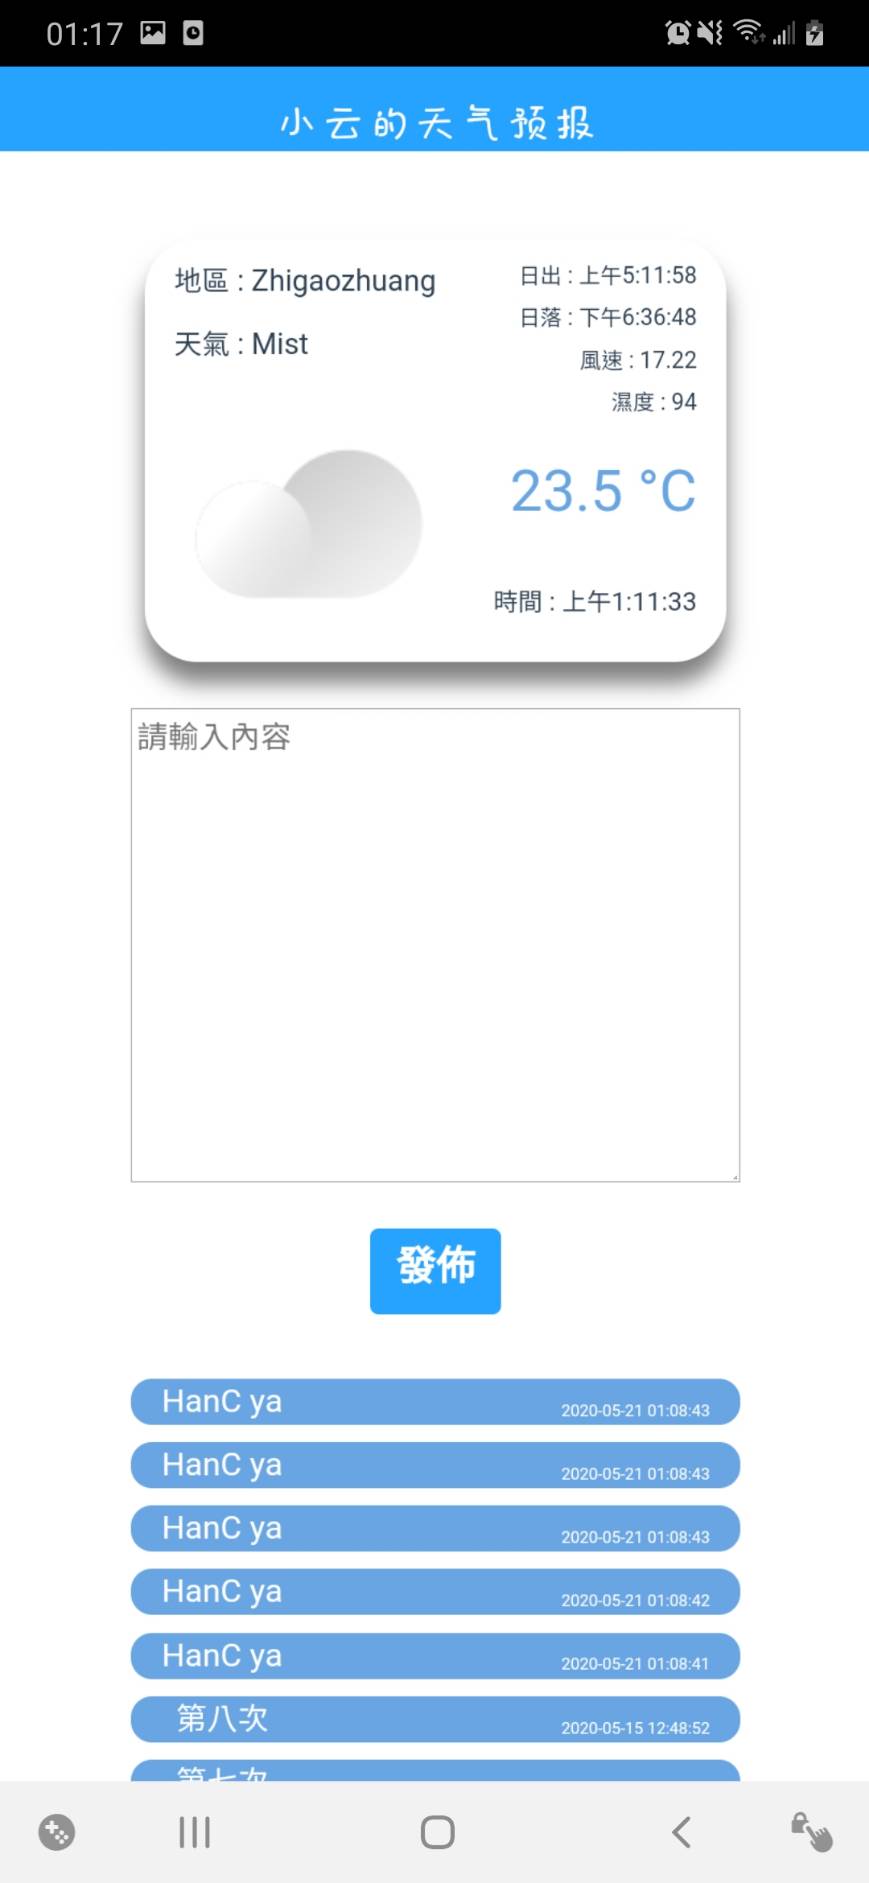 01:17
小云的天气预报
地區 : Zhigaozhuang
天氣 : Mist
日出 : 上午5:11:58
日落 : 下午6:36:48
風速 : 17.22
濕度 : 94
23.5 °C
時間 : 上午1:11:33
請輸入內容
發佈
HanC ya 2020-05-21 01:08:43
HanC ya 2020-05-21 01:08:43
HanC ya 2020-05-21 01:08:43
HanC ya 2020-05-21 01:08:42
HanC ya 2020-05-21 01:08:41
第八次 2020-05-15 12:48:52
第七次